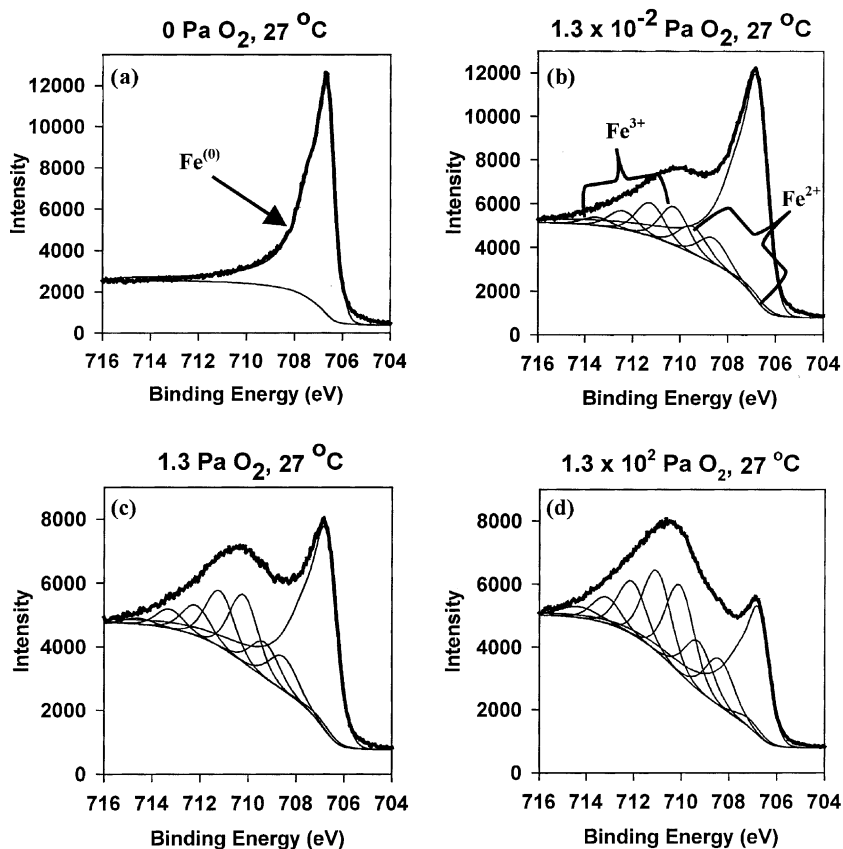 0 Pa O₂, 27 °C
(a)
Fe⁽⁰⁾
Intensity
12000
10000
8000
6000
4000
2000
0
716 714 712 710 708 706 704
Binding Energy (eV)
1.3 x 10⁻² Pa O₂, 27 °C
(b)
Fe³⁺
Fe²⁺
Intensity
12000
10000
8000
6000
4000
2000
0
716 714 712 710 708 706 704
Binding Energy (eV)
1.3 Pa O₂, 27 °C
(c)
Intensity
8000
6000
4000
2000
0
716 714 712 710 708 706 704
Binding Energy (eV)
1.3 x 10² Pa O₂, 27 °C
(d)
Intensity
8000
6000
4000
2000
0
716 714 712 710 708 706 704
Binding Energy (eV)